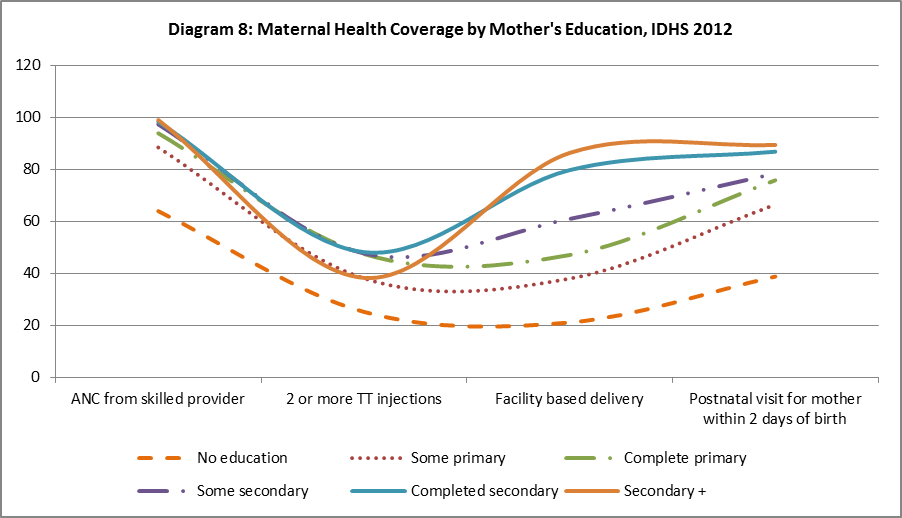 Diagram 8: Maternal Health Coverage by Mother's Education, IDHS 2012
120
100
80
60
40
20
0
ANC from skilled provider
2 or more TT injections
Facility based delivery
Postnatal visit for mother
within 2 days of birth
No education
Some primary
Complete primary
Some secondary
Completed secondary
Secondary +